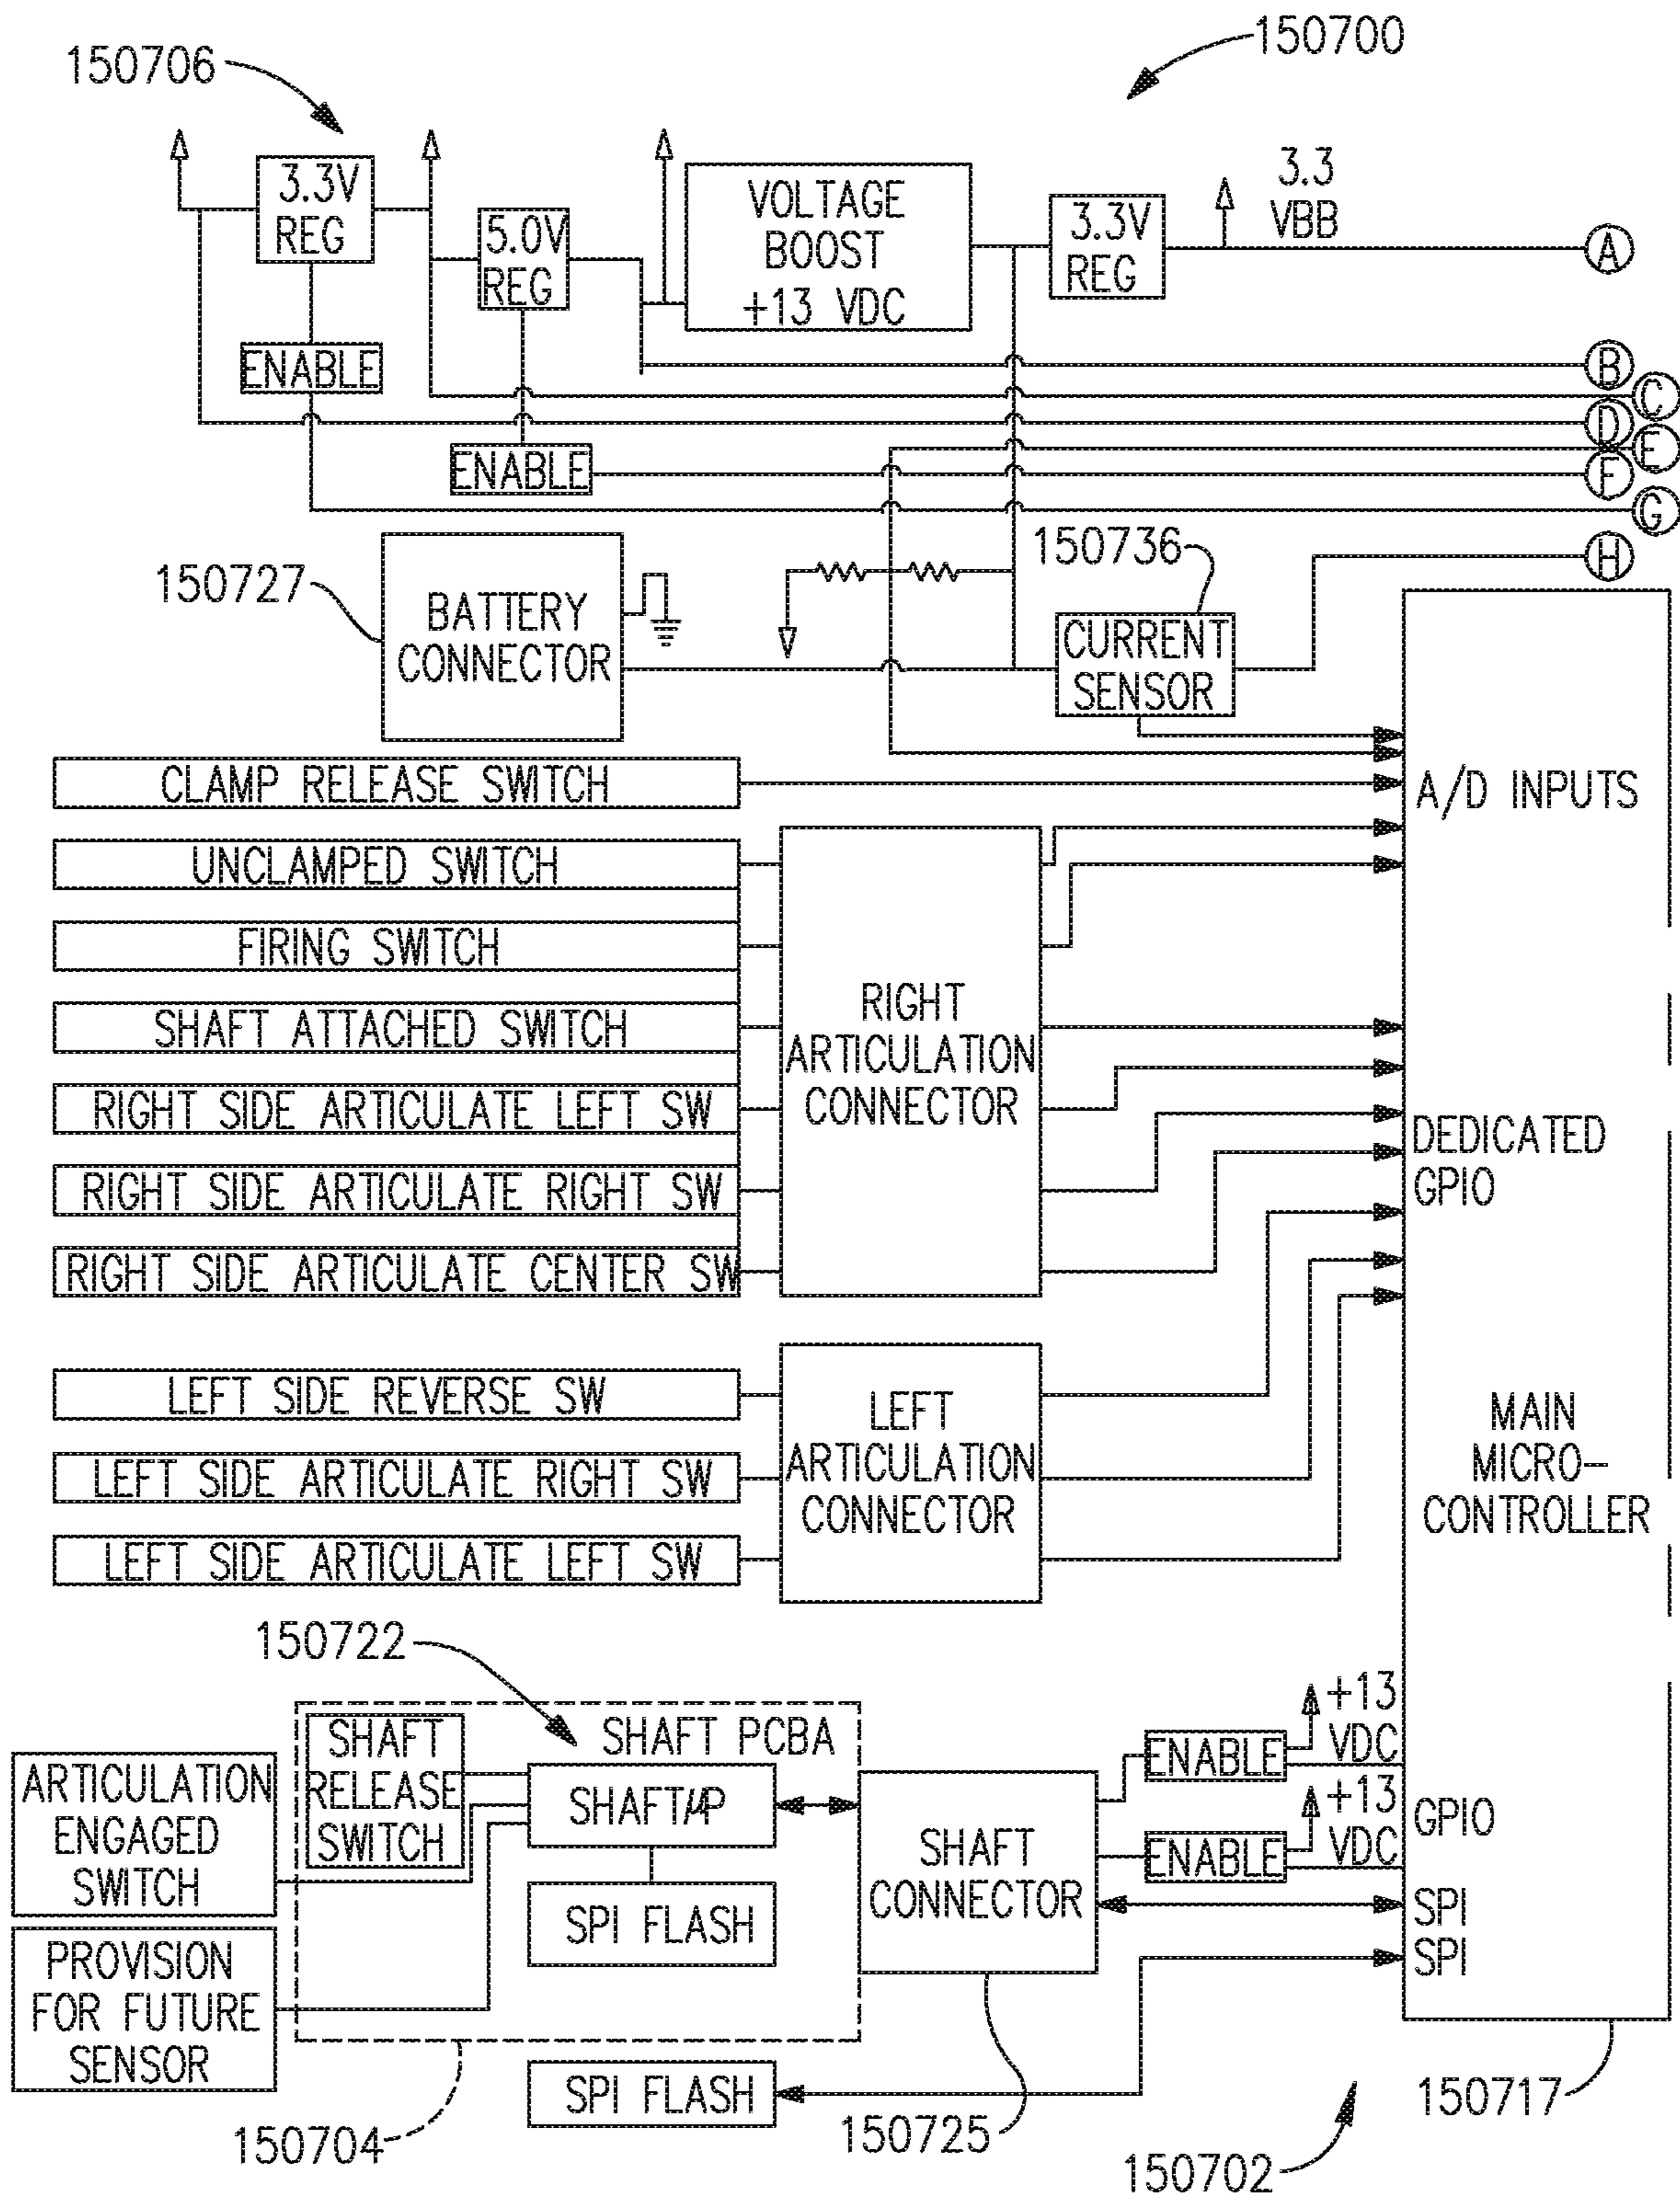 150706
150700
3.3V
REG
5.0V
REG
VOLTAGE
BOOST
+13 VDC
3.3V
REG
3.3
VBB
A
ENABLE
B
C
D
E
ENABLE
F
G
H
150727
BATTERY
CONNECTOR
150736
CURRENT
SENSOR
CLAMP RELEASE SWITCH
A/D INPUTS
UNCLAMPED SWITCH
FIRING SWITCH
SHAFT ATTACHED SWITCH
RIGHT SIDE ARTICULATE LEFT SW
RIGHT SIDE ARTICULATE RIGHT SW
RIGHT SIDE ARTICULATE CENTER SW
RIGHT
ARTICULATION
CONNECTOR
DEDICATED
GPIO
LEFT SIDE REVERSE SW
LEFT SIDE ARTICULATE RIGHT SW
LEFT SIDE ARTICULATE LEFT SW
LEFT
ARTICULATION
CONNECTOR
MAIN
MICRO-
CONTROLLER
150722
SHAFT PCBA
SHAFT
RELEASE
SWITCH
SHAFT μP
SPI FLASH
ARTICULATION
ENGAGED
SWITCH
PROVISION
FOR FUTURE
SENSOR
SHAFT
CONNECTOR
ENABLE
+13
VDC
ENABLE
+13
VDC
GPIO
SPI
SPI
SPI FLASH
150704
150725
150717
150702